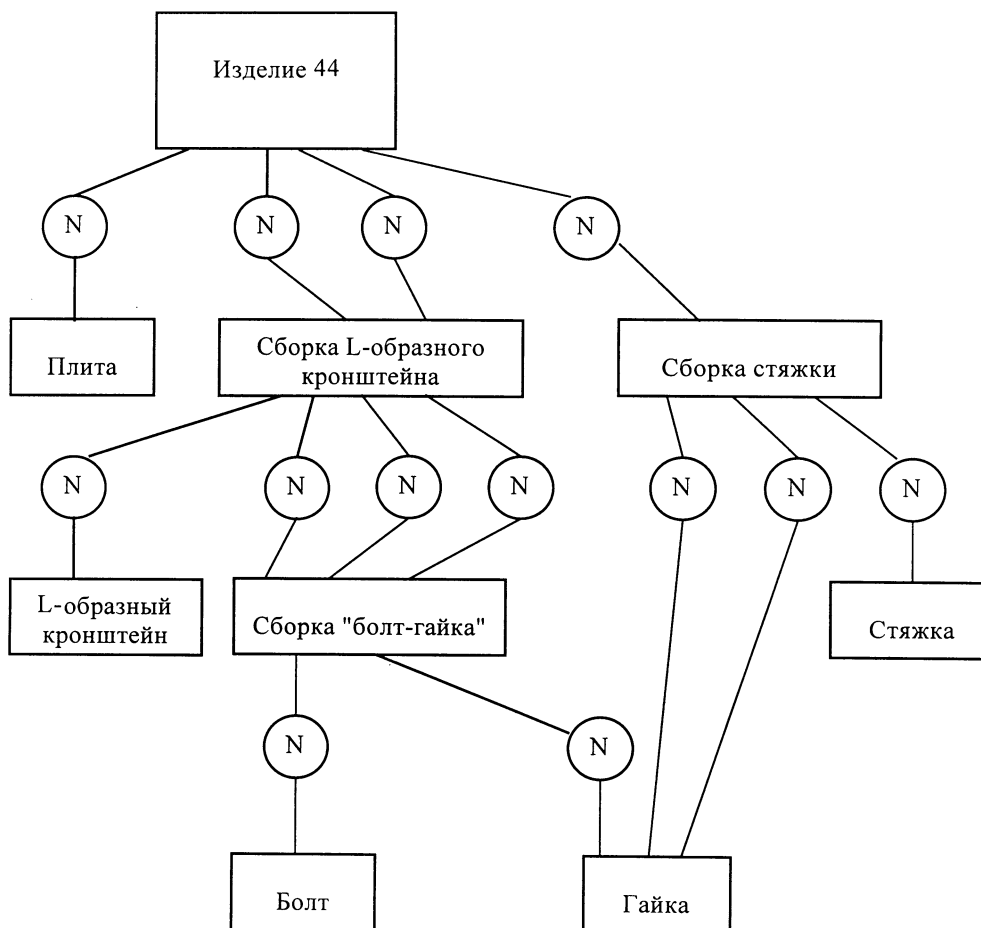 Изделие 44
N
N
N
N
Плита
Сборка L-образного
кронштейна
Сборка стяжки
N
N
N
N
N
N
N
L-образный
кронштейн
Сборка "болт-гайка"
Стяжка
N
N
Болт
Гайка